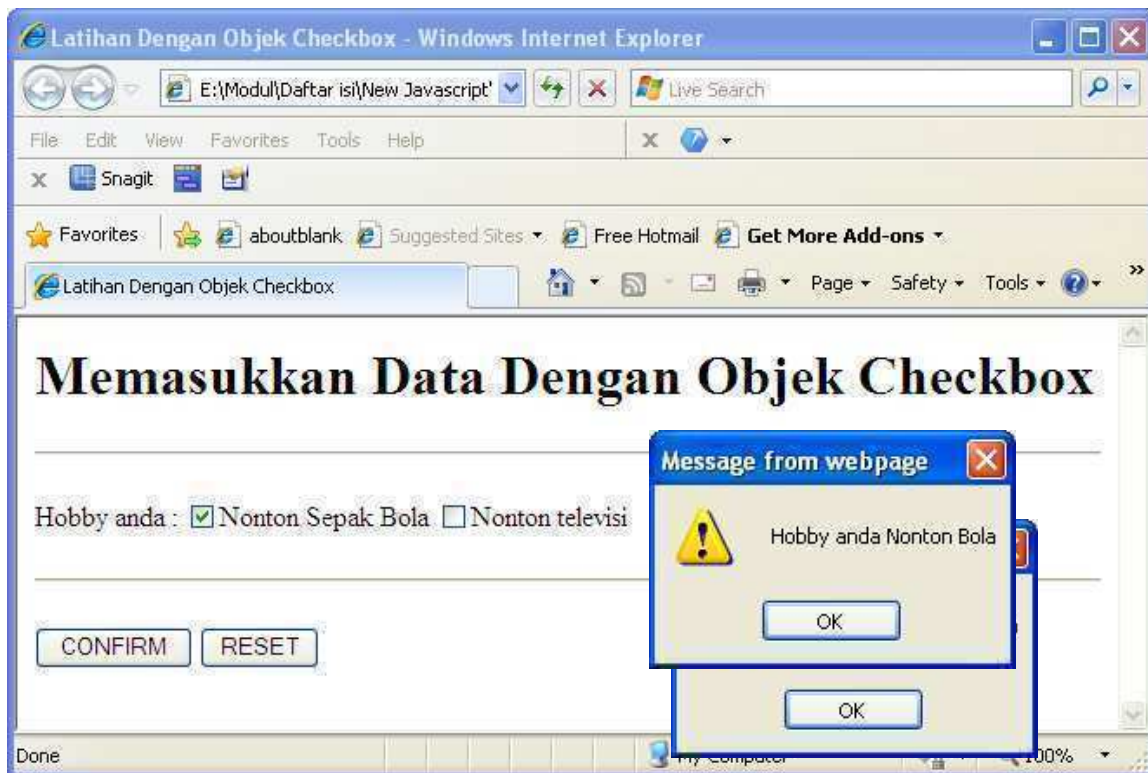 Latihan Dengan Objek Checkbox - Windows Internet Explorer
E:\Modul\Daftar isi\New Javascript' Live Search
File Edit View Favorites Tools Help x
x Snagit
Favorites aboutblank Suggested Sites Free Hotmail Get More Add-ons
Latihan Dengan Objek Checkbox Page Safety Tools »
Memasukkan Data Dengan Objek Checkbox
Hobby anda : Nonton Sepak Bola Nonton televisi
CONFIRM RESET
Message from webpage
Hobby anda Nonton Bola
OK
OK
Done My Computer 100%